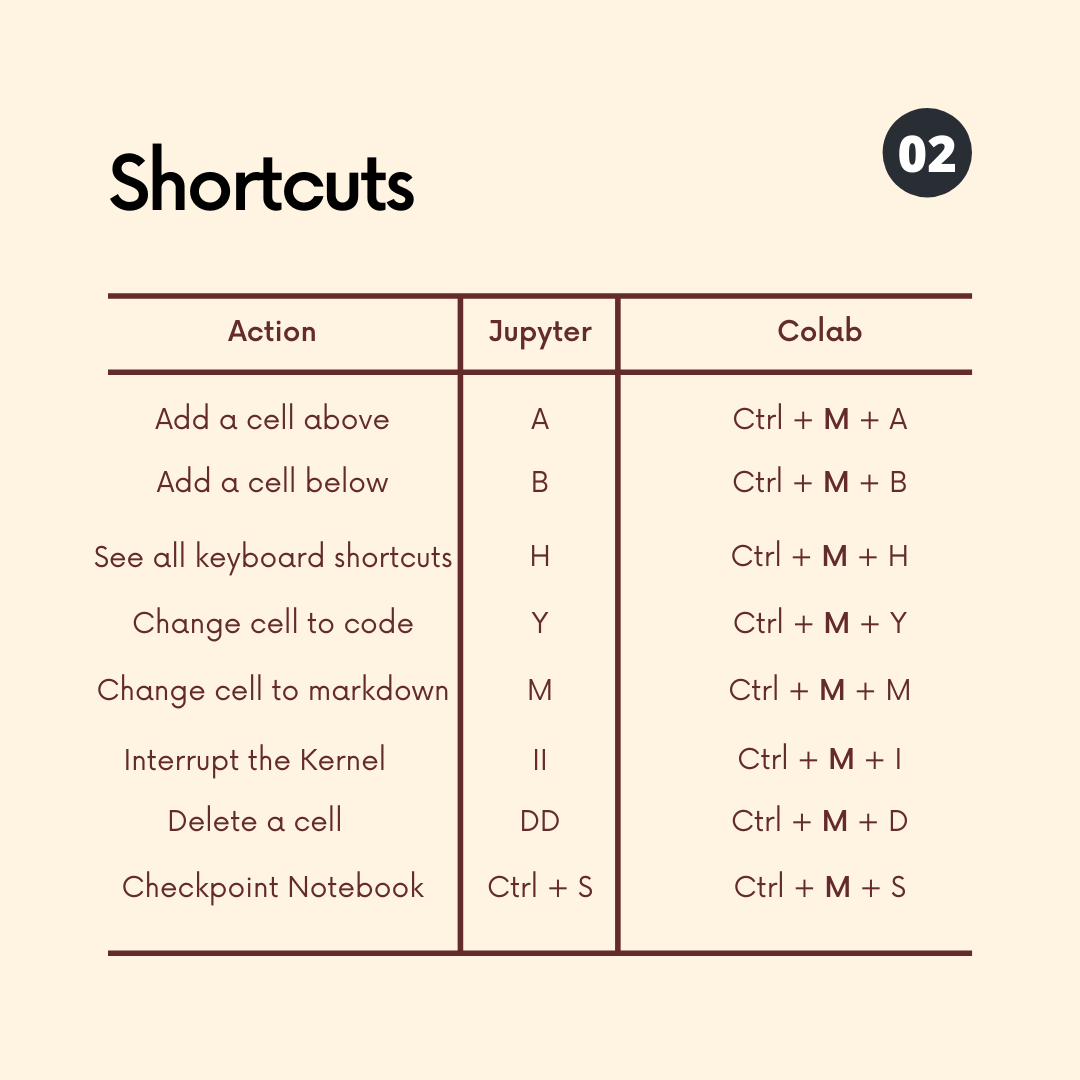 Shortcuts
02
Action Jupyter Colab
Add a cell above A Ctrl + M + A
Add a cell below B Ctrl + M + B
See all keyboard shortcuts H Ctrl + M + H
Change cell to code Y Ctrl + M + Y
Change cell to markdown M Ctrl + M + M
Interrupt the Kernel II Ctrl + M + I
Delete a cell DD Ctrl + M + D
Checkpoint Notebook Ctrl + S Ctrl + M + S